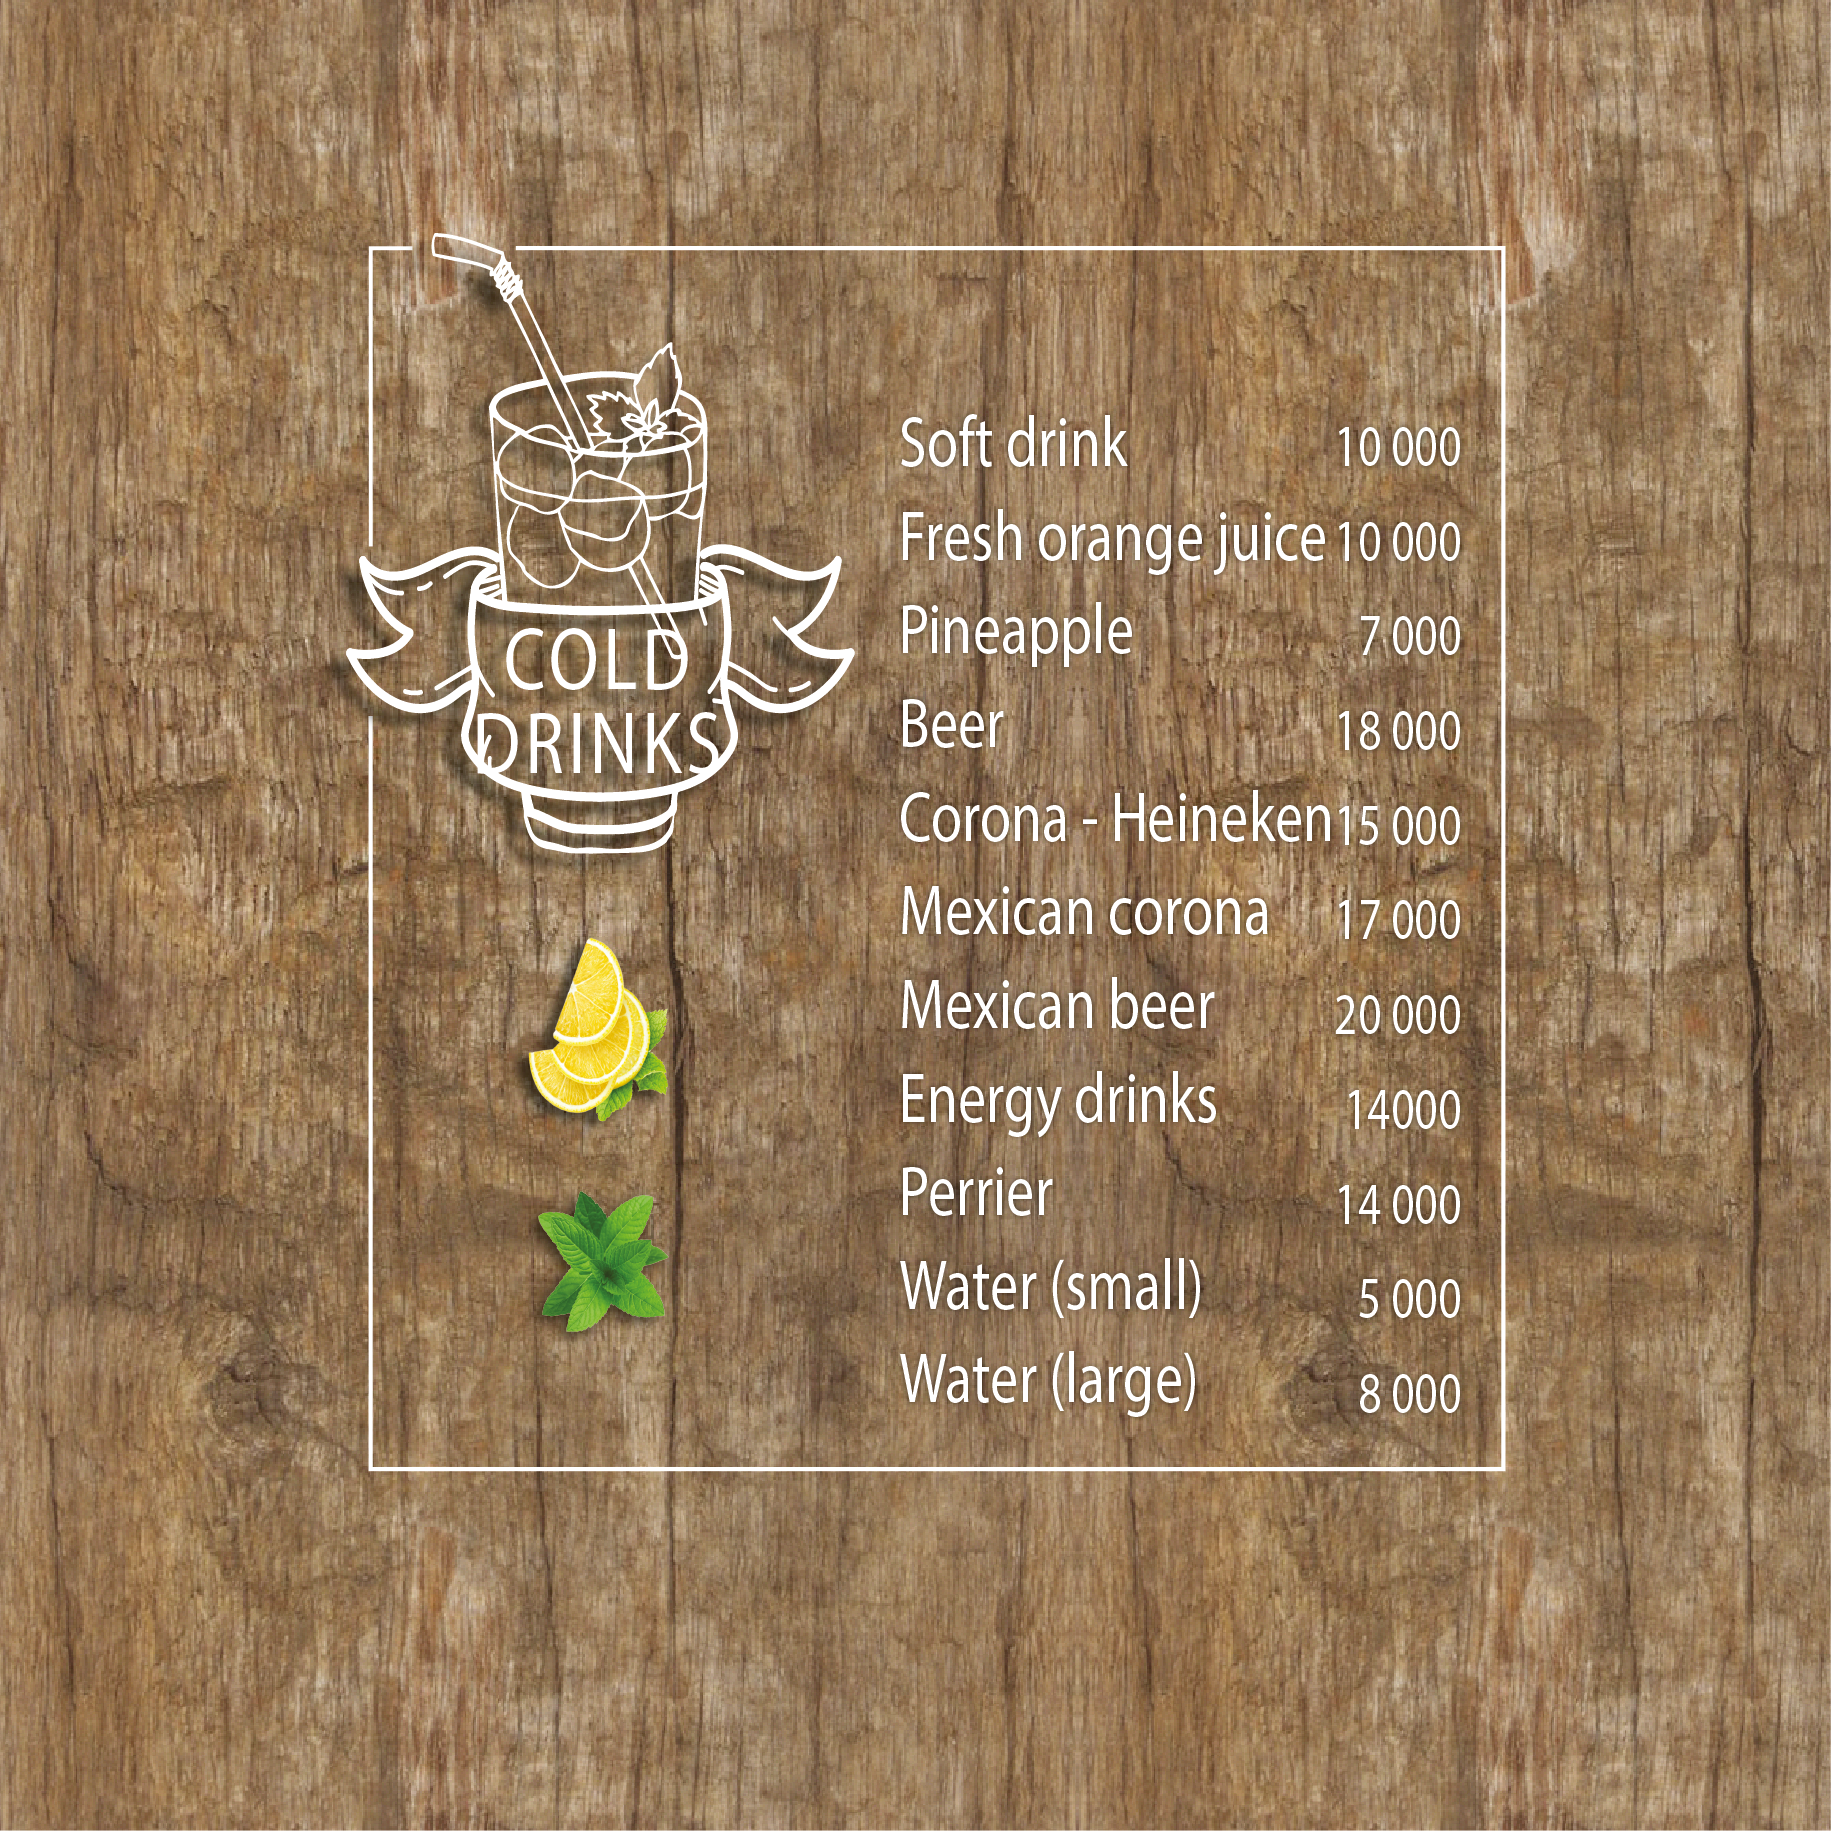 COLD
DRINKS
Soft drink 10 000
Fresh orange juice 10 000
Pineapple 7 000
Beer 18 000
Corona - Heineken 15 000
Mexican corona 17 000
Mexican beer 20 000
Energy drinks 14000
Perrier 14 000
Water (small) 5 000
Water (large) 8 000